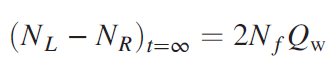 (N_L − N_R)_{t=∞} = 2N_f Q_w